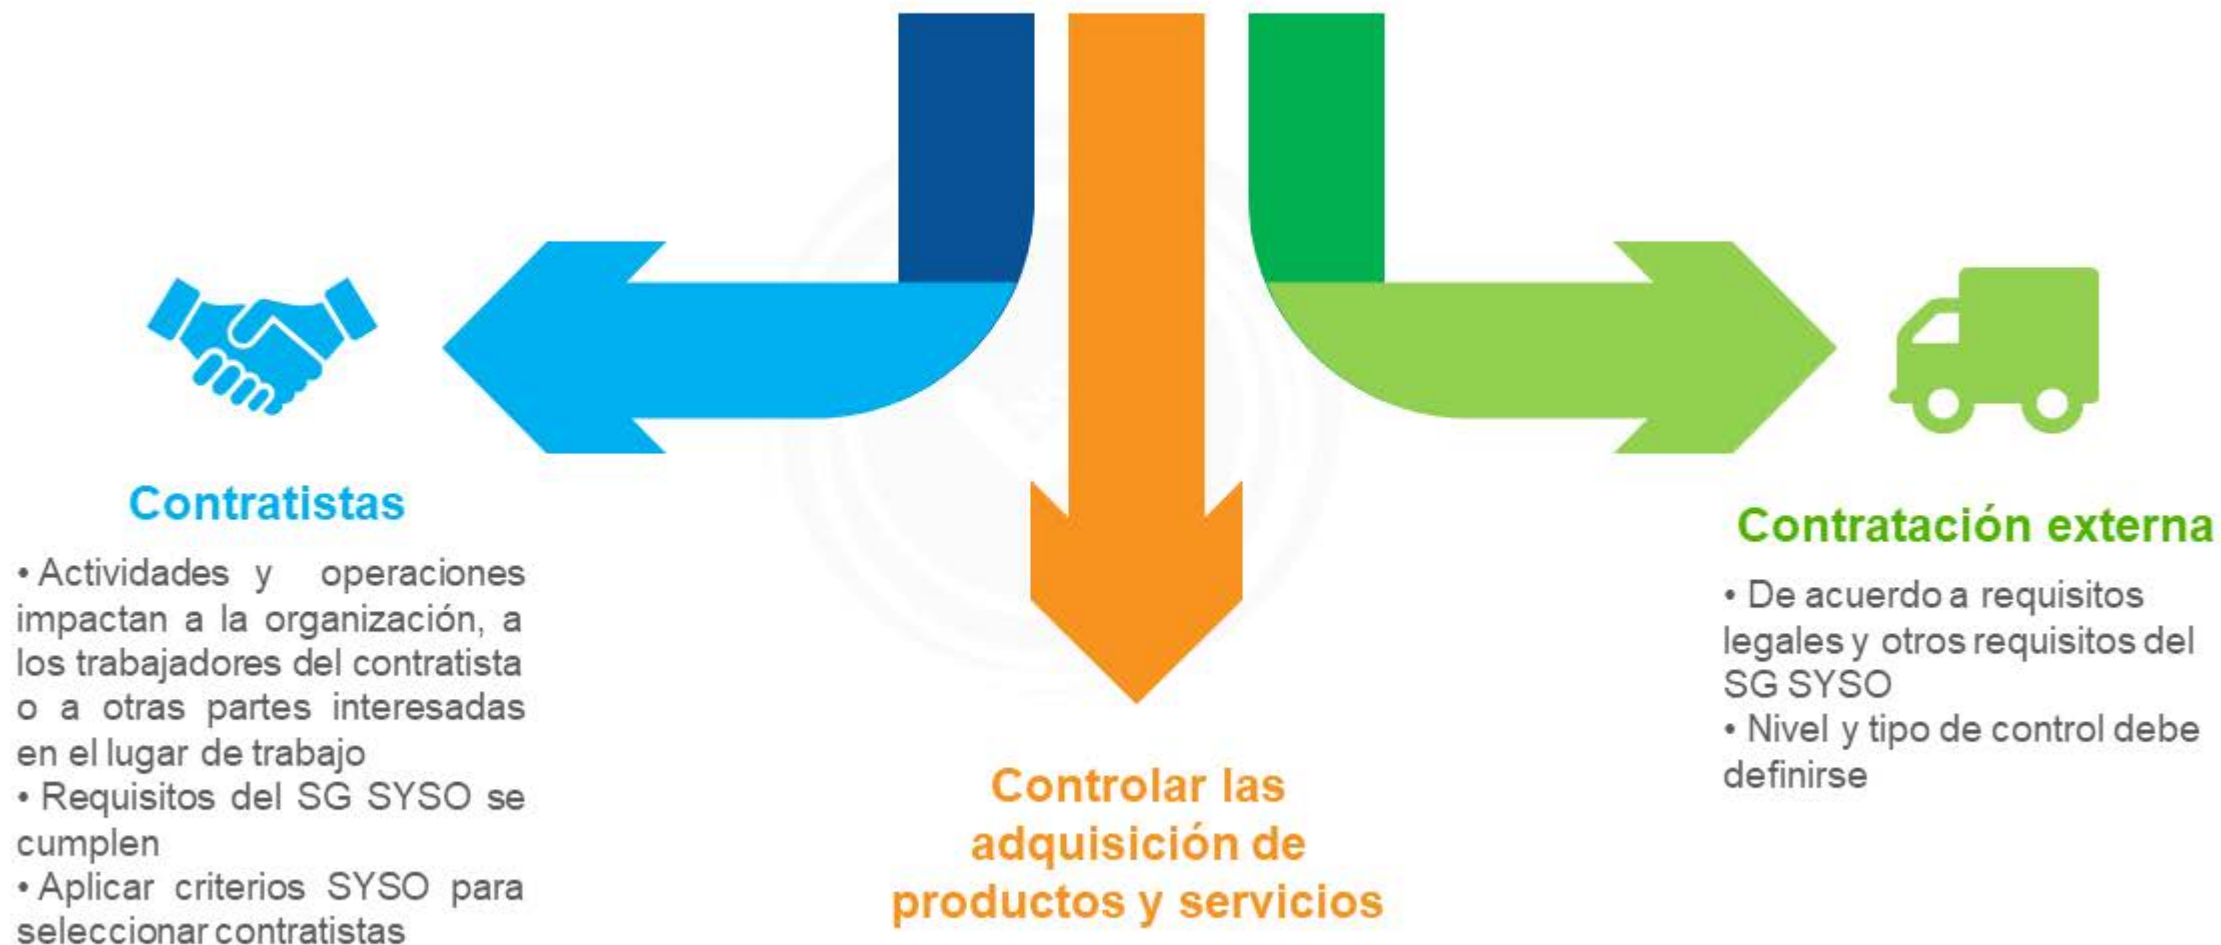 Contratistas
• Actividades y operaciones
impactan a la organización, a
los trabajadores del contratista
o a otras partes interesadas
en el lugar de trabajo
• Requisitos del SG SYSO se
cumplen
• Aplicar criterios SYSO para
seleccionar contratistas
Controlar las
adquisición de
productos y servicios
Contratación externa
• De acuerdo a requisitos
legales y otros requisitos del
SG SYSO
• Nivel y tipo de control debe
definirse